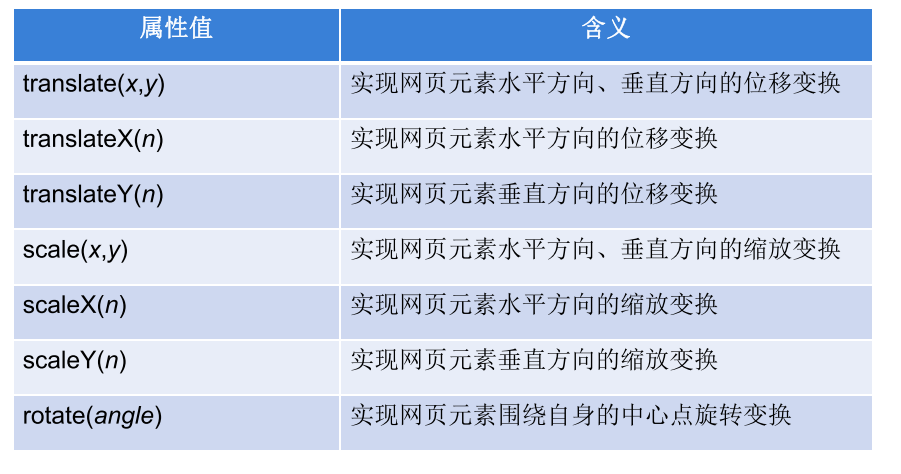 属性值 含义
translate(x,y) 实现网页元素水平方向、垂直方向的位移变换
translateX(n) 实现网页元素水平方向的位移变换
translateY(n) 实现网页元素垂直方向的位移变换
scale(x,y) 实现网页元素水平方向、垂直方向的缩放变换
scaleX(n) 实现网页元素水平方向的缩放变换
scaleY(n) 实现网页元素垂直方向的缩放变换
rotate(angle) 实现网页元素围绕自身的中心点旋转变换